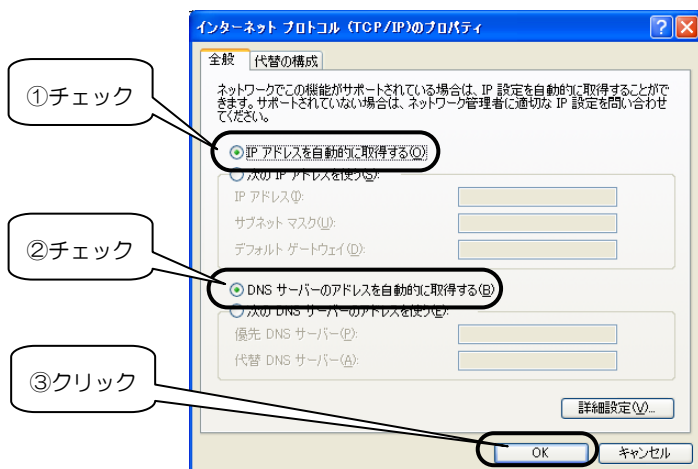 インターネット プロトコル (TCP/IP)のプロパティ
全般
代替の構成
ネットワークでこの機能がサポートされている場合は、IP 設定を自動的に取得することがで
きます。サポートされていない場合は、ネットワーク管理者に適切な IP 設定を問い合わせ
てください。
①チェック
IP アドレスを自動的に取得する(O)
次の IP アドレスを使う(S):
IP アドレス(I):
サブネット マスク(U):
デフォルト ゲートウェイ(D):
②チェック
DNS サーバーのアドレスを自動的に取得する(B)
次の DNS サーバーのアドレスを使う(E):
優先 DNS サーバー(P):
代替 DNS サーバー(A):
③クリック
詳細設定(V)...
OK
キャンセル